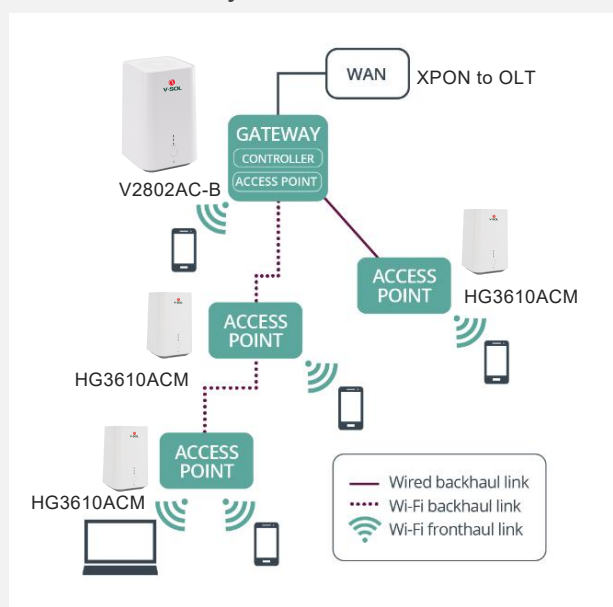 V-SOL
WAN
XPON to OLT
GATEWAY
CONTROLLER
ACCESS POINT
V2802AC-B
ACCESS
POINT
HG3610ACM
ACCESS
POINT
HG3610ACM
ACCESS
POINT
HG3610ACM
Wired backhaul link
Wi-Fi backhaul link
Wi-Fi fronthaul link